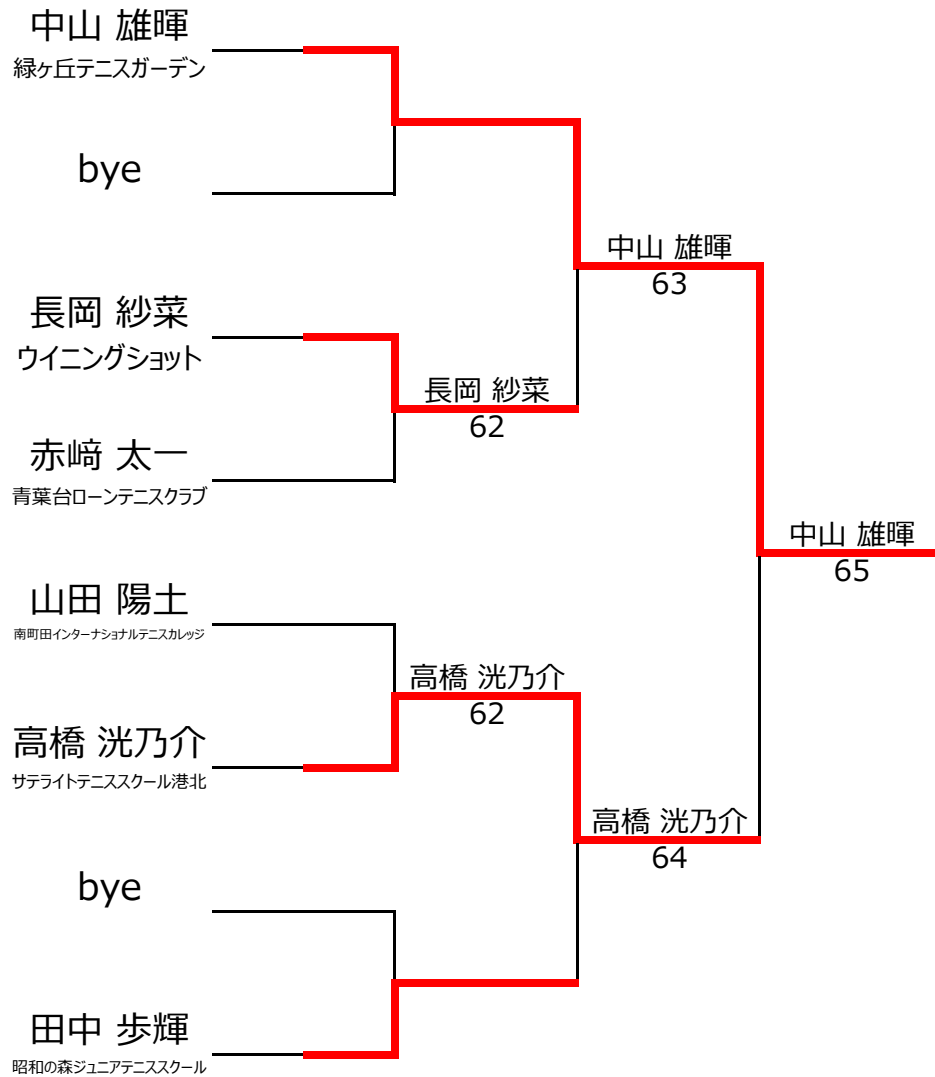 中山 雄暉
緑ヶ丘テニスガーデン
bye
中山 雄暉
63
長岡 紗菜
ウイニングショット
長岡 紗菜
62
赤﨑 太一
青葉台ローンテニスクラブ
中山 雄暉
65
山田 陽土
南町田インターナショナルテニスカレッジ
高橋 洸乃介
62
高橋 洸乃介
サテライトテニススクール港北
高橋 洸乃介
64
bye
田中 歩輝
昭和の森ジュニアテニススクール